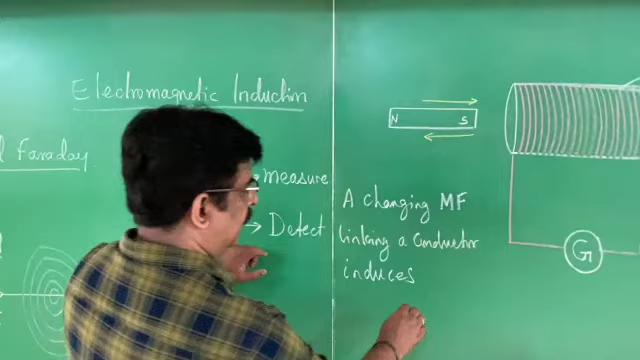 Electromagnetic Induction
Faraday
measure
→ Detect
N S
A changing MF
linking a conductor
induces
G